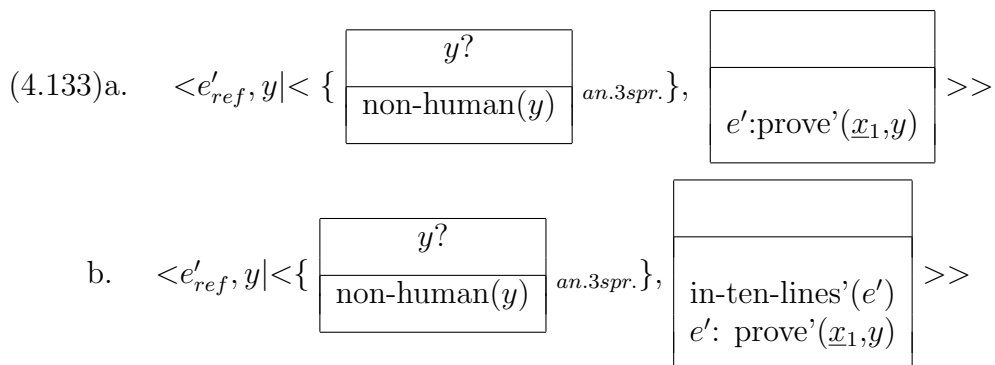 y?
(4.133)a. <e′ref, y|< { non-human(y) an.3spr.}, e′:prove’(x1,y) >>
y?
b. <e′ref, y|<{ non-human(y) an.3spr.}, in-ten-lines’(e′) >>
e′: prove’(x1,y)